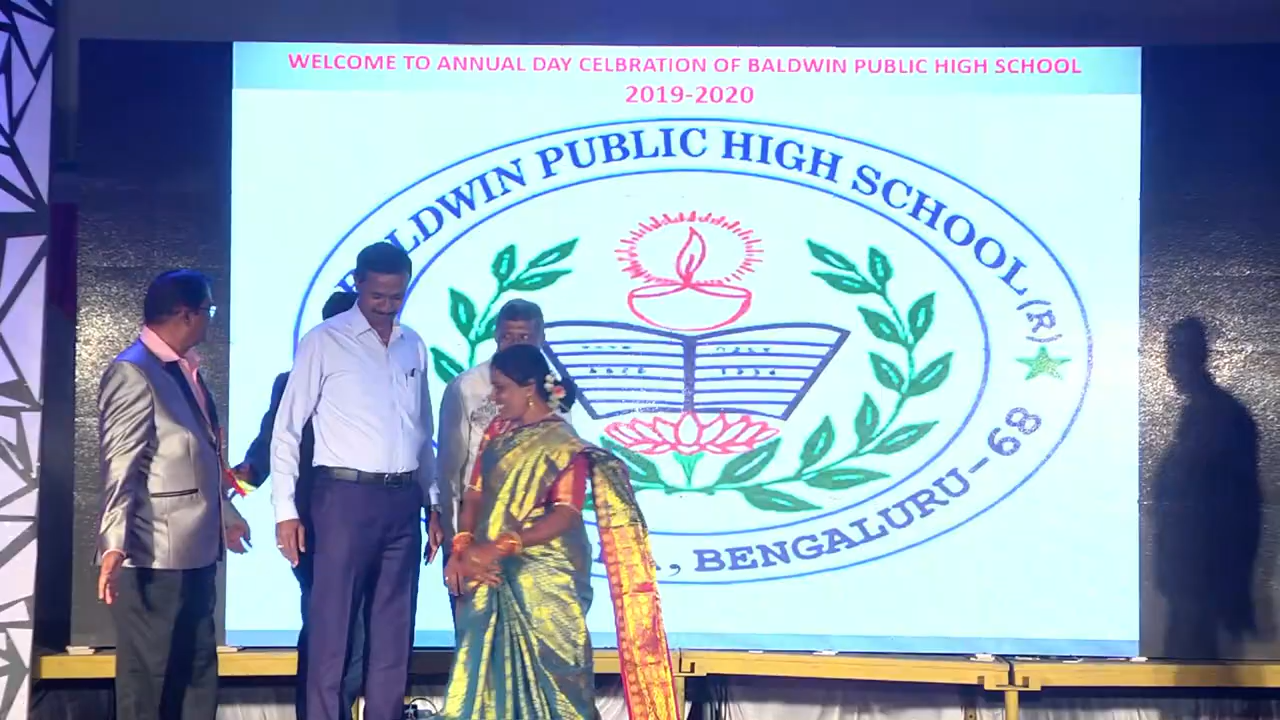 WELCOME TO ANNUAL DAY CELBRATION OF BALDWIN PUBLIC HIGH SCHOOL
2019-2020
BALDWIN PUBLIC HIGH SCHOOL (R)
, BENGALURU-68